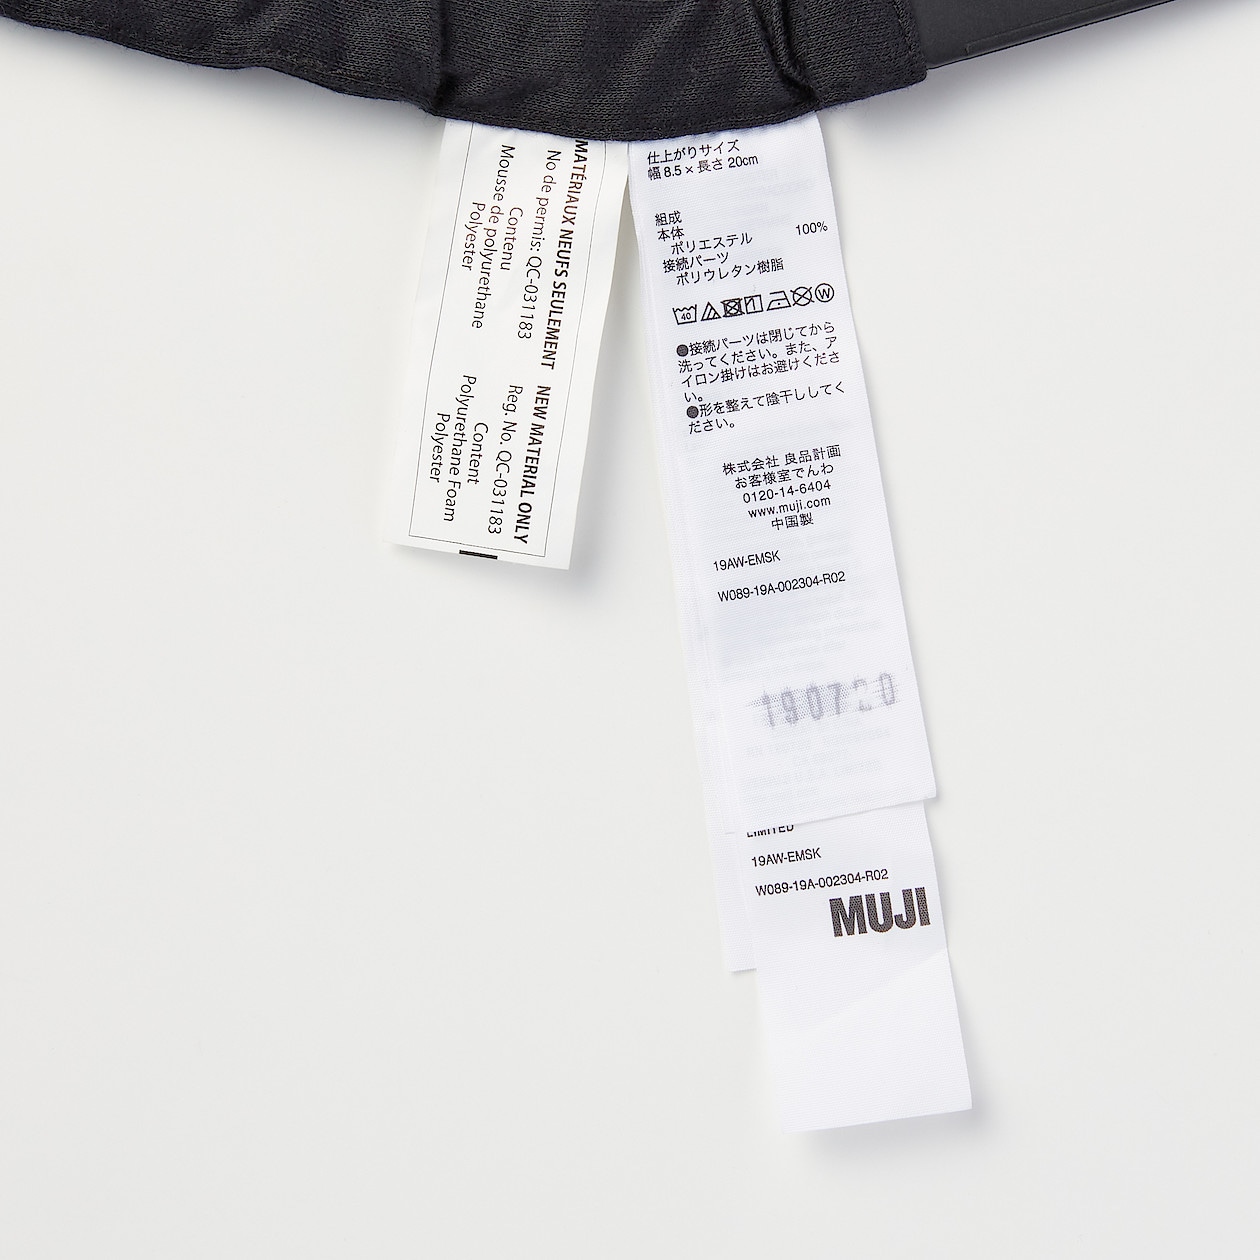 MATÉRIAUX NEUFS SEULEMENT
No de permis: QC-031183
Contenu
Mousse de polyurethane
Polyester
NEW MATERIAL ONLY
Reg. No. QC-031183
Content
Polyurethane Foam
Polyester
仕上がりサイズ
幅 8.5 × 長さ 20cm
組成
本体
ポリエステル 100%
接続パーツ
ポリウレタン樹脂
40
W
●接続パーツは閉じてから
洗ってください。また、ア
イロン掛けはお避けくださ
い。
●形を整えて陰干ししてく
ださい。
株式会社 良品計画
お客様室でんわ
0120-14-6404
www.muji.com
中国製
19AW-EMSK
W089-19A-002304-R02
LIMITED
19AW-EMSK
W089-19A-002304-R02
MUJI